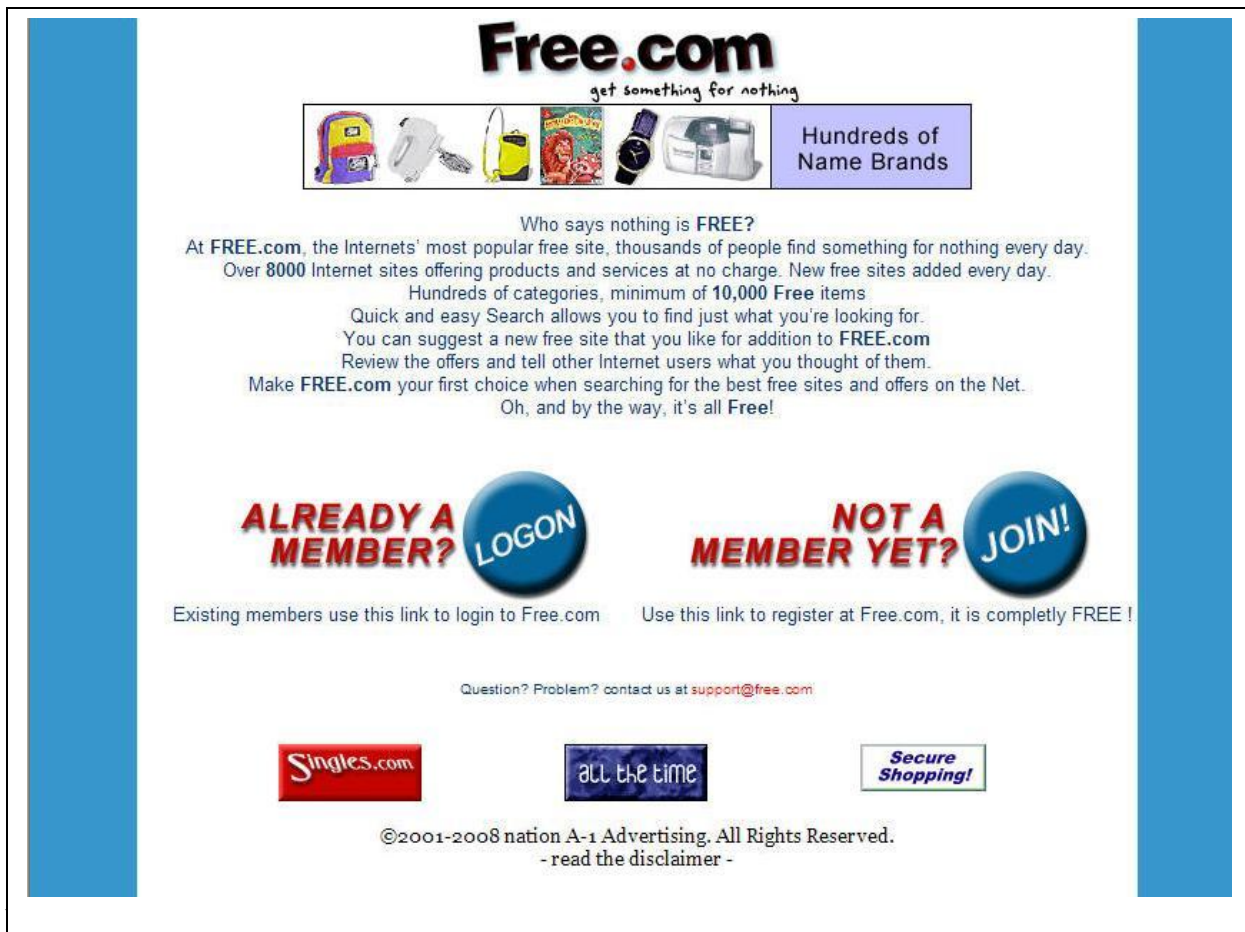 Free.com
get something for nothing
Hundreds of
Name Brands
Who says nothing is FREE?
At FREE.com, the Internets' most popular free site, thousands of people find something for nothing every day.
Over 8000 Internet sites offering products and services at no charge. New free sites added every day.
Hundreds of categories, minimum of 10,000 Free items
Quick and easy Search allows you to find just what you're looking for.
You can suggest a new free site that you like for addition to FREE.com
Review the offers and tell other Internet users what you thought of them.
Make FREE.com your first choice when searching for the best free sites and offers on the Net.
Oh, and by the way, it's all Free!
ALREADY A
MEMBER?
LOGON
NOT A
MEMBER YET?
JOIN!
Existing members use this link to login to Free.com
Use this link to register at Free.com, it is completly FREE !
Question? Problem? contact us at support@free.com
Singles.com
all the time
Secure
Shopping!
©2001-2008 nation A-1 Advertising. All Rights Reserved.
- read the disclaimer -